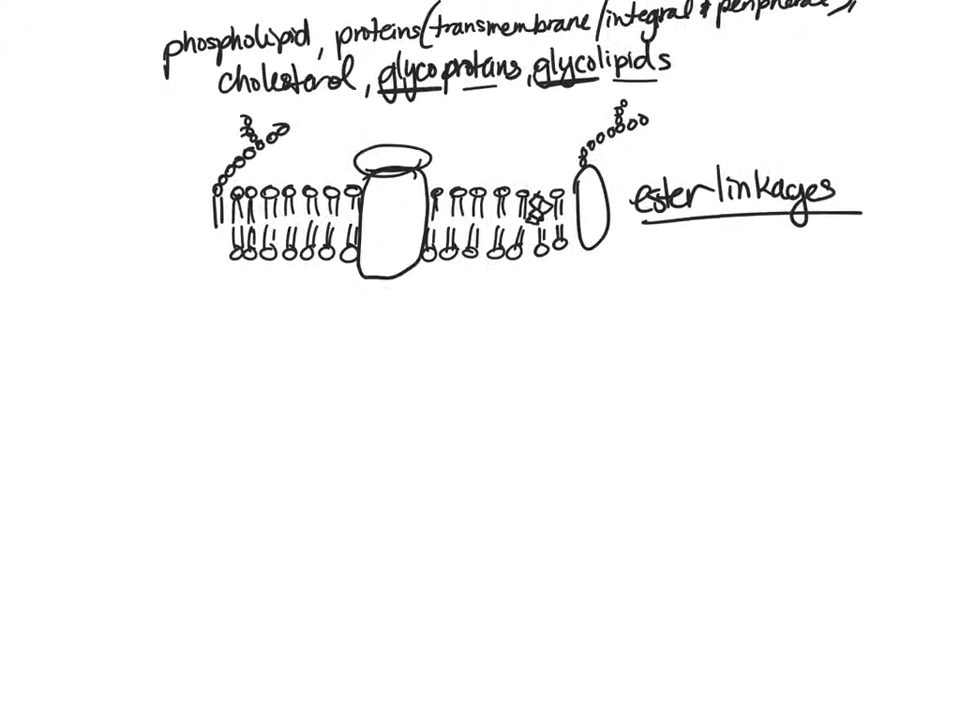 phospholipid, proteins(transmembrane/integral & peripheral),
cholesterol, glycoproteins, glycolipids
ester linkages